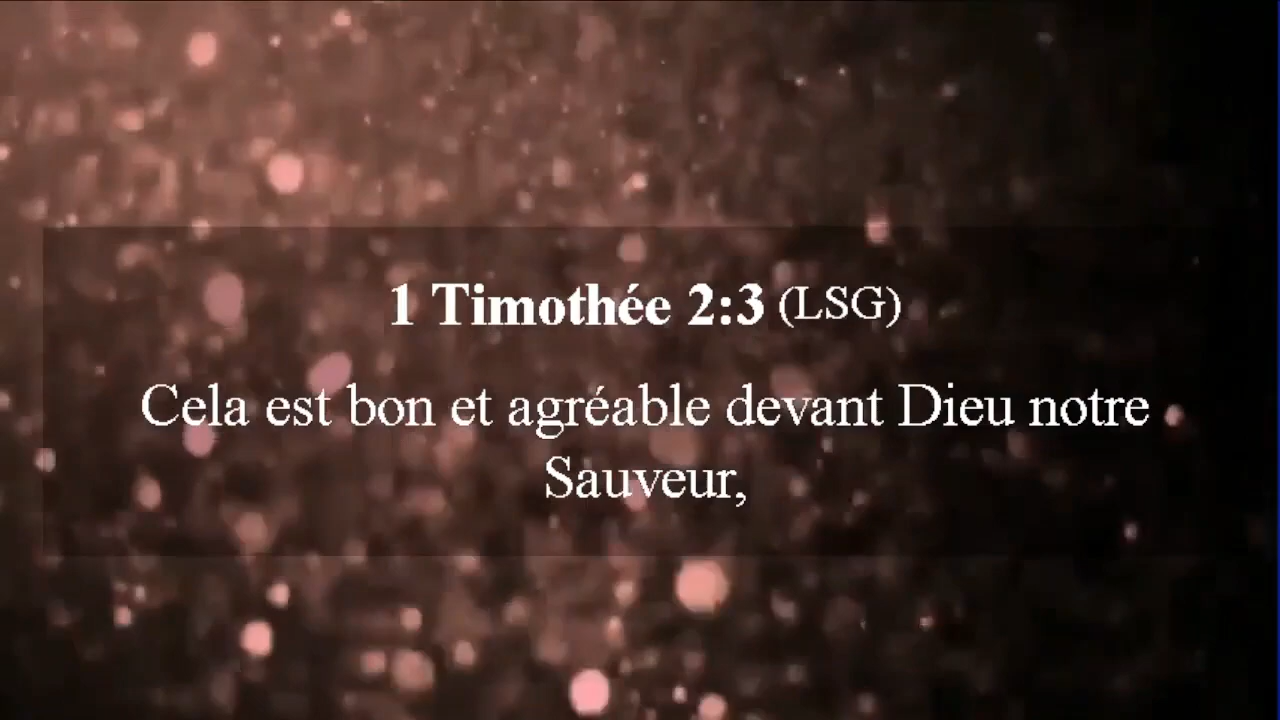 1 Timothée 2:3 (LSG)
Cela est bon et agréable devant Dieu notre
Sauveur,